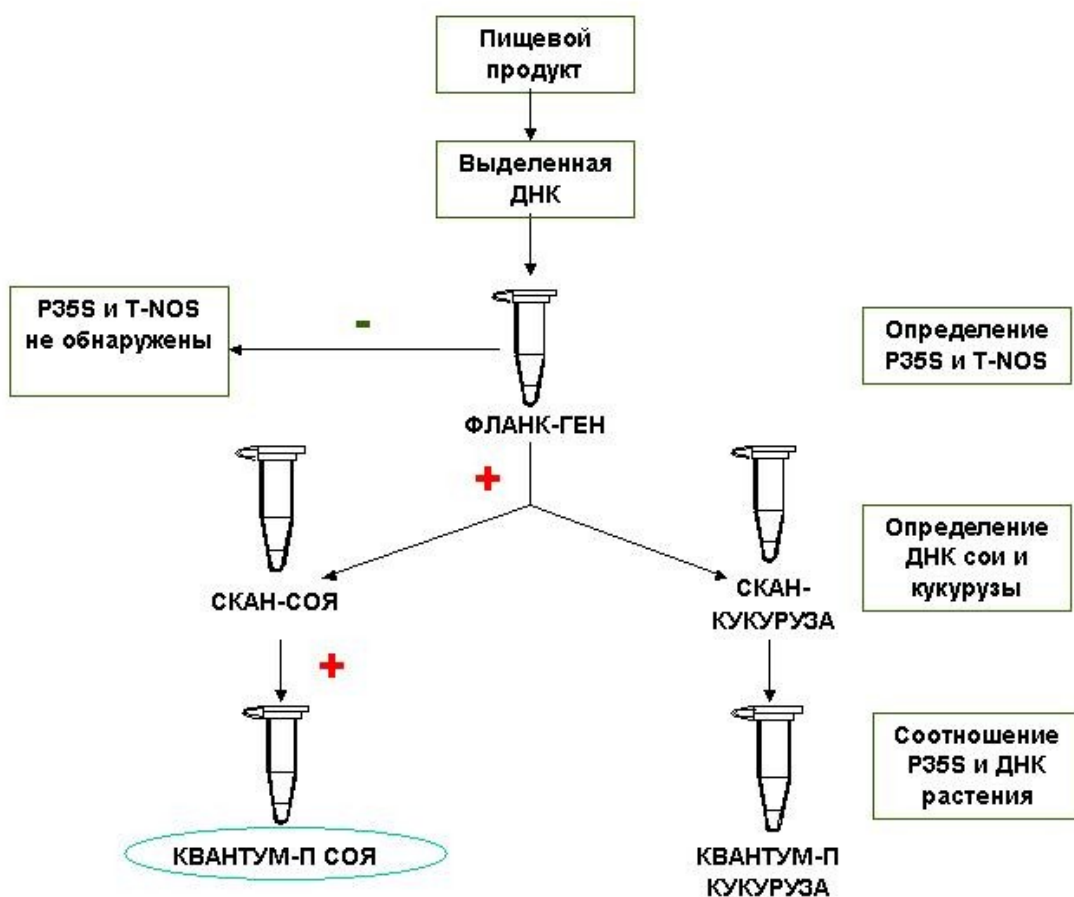 Пищевой
продукт
Выделенная
ДНК
P35S и T-NOS
не обнаружены
-
Определение
P35S и T-NOS
ФЛАНК-ГЕН
+
СКАН-СОЯ
СКАН-
КУКУРУЗА
Определение
ДНК сои и
кукурузы
+
Соотношение
P35S и ДНК
растения
КВАНТУМ-П СОЯ
КВАНТУМ-П
КУКУРУЗА